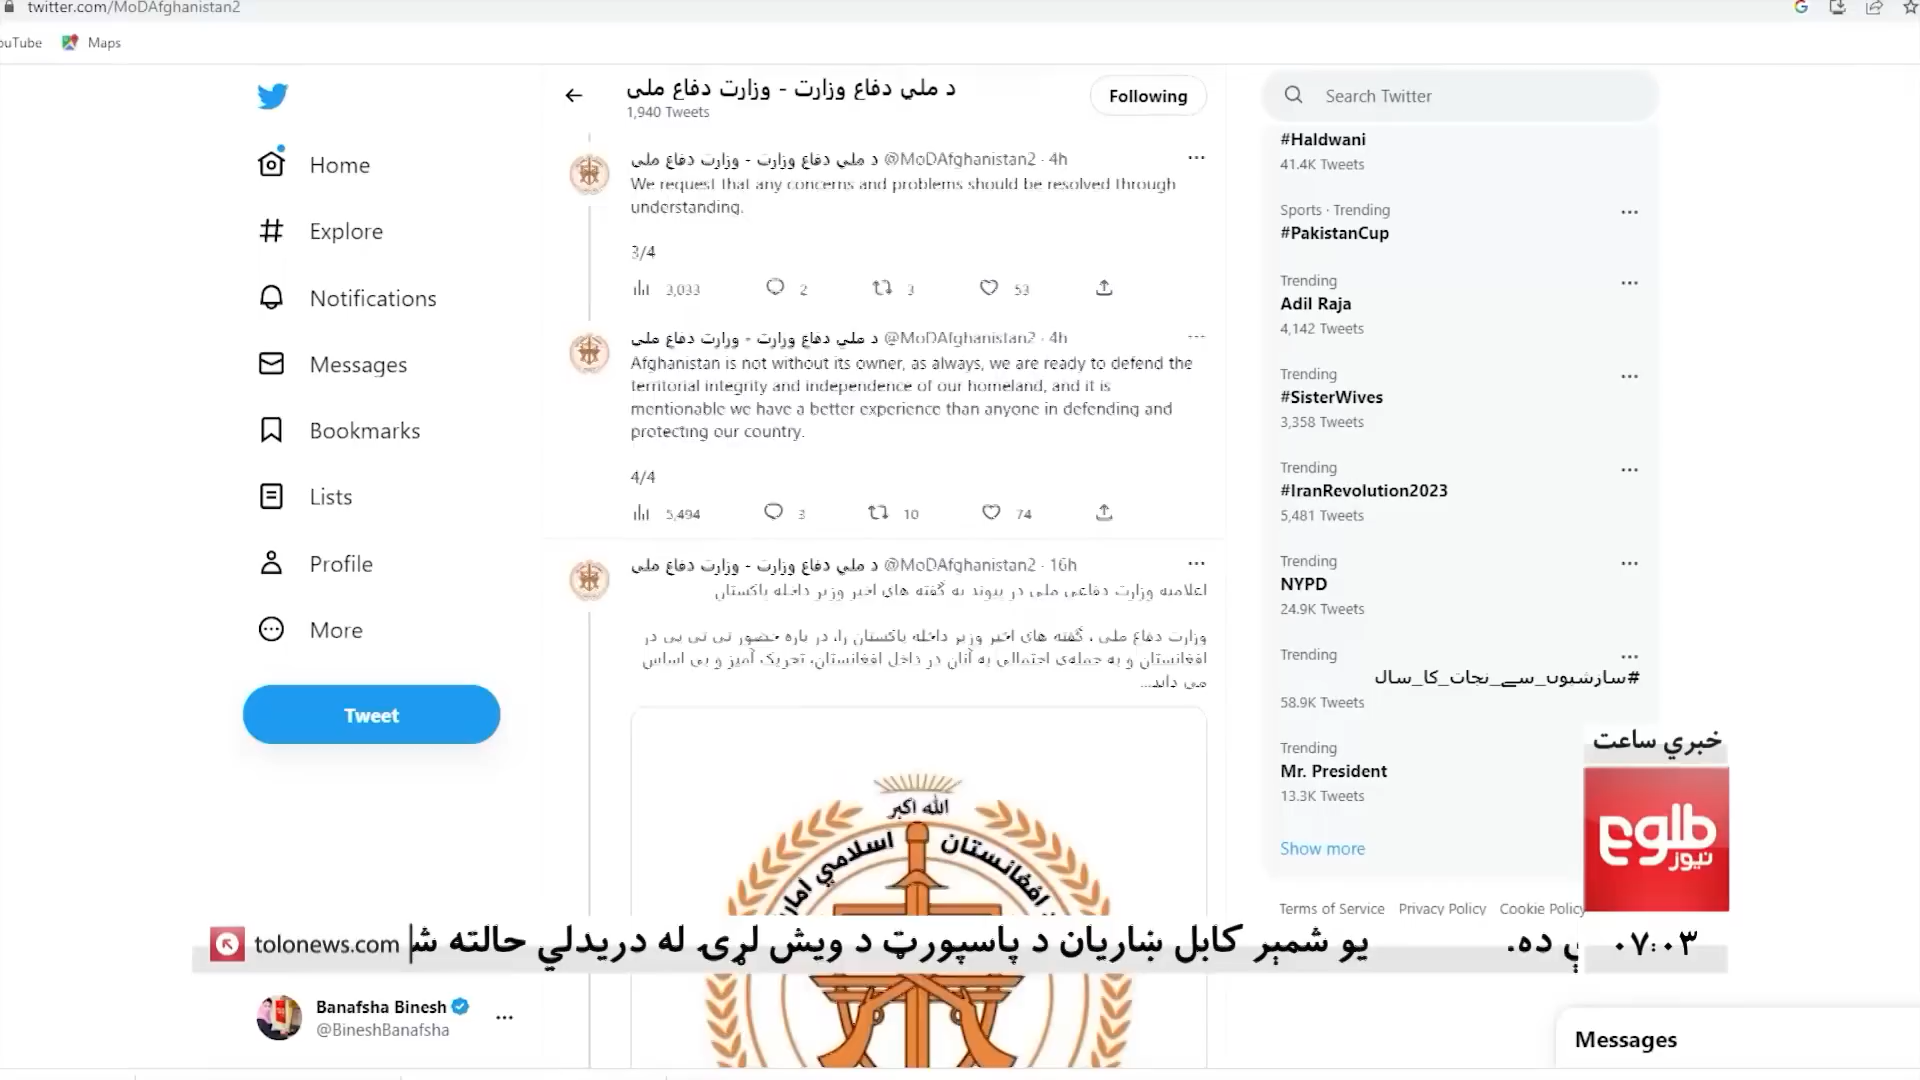 twitter.com/MoDAfghanistan2
ouTube
Maps
Home
Explore
Notifications
Messages
Bookmarks
Lists
Profile
More
Tweet
Banafsha Binesh
@BineshBanafsha
د ملي دفاع وزارت - وزارت دفاع ملی
1,940 Tweets
Following
د ملي دفاع وزارت - وزارت دفاع ملی @MoDAfghanistan2 · 4h
We request that any concerns and problems should be resolved through
understanding.
3/4
3,033 2 3 53
د ملي دفاع وزارت - وزارت دفاع ملی @MoDAfghanistan2 · 4h
Afghanistan is not without its owner, as always, we are ready to defend the
territorial integrity and independence of our homeland, and it is
mentionable we have a better experience than anyone in defending and
protecting our country.
4/4
5,494 3 10 74
د ملي دفاع وزارت - وزارت دفاع ملی @MoDAfghanistan2 · 16h
اعلامیه وزارت دفاعی ملی در پیوند به گفته های اخیر وزیر داخله پاکستان
وزارت دفاع ملی ، گفته های اخیر وزیر داخله پاکستان را، در باره حضور تی تی پی در
افغانستان و به حمله‌ی احتمالی به آنان در داخل افغانستان، تحریک آمیز و بی اساس
می داند...
الله اکبر
افغانستان اسلامي امار
Search Twitter
#Haldwani
41.4K Tweets
Sports · Trending
#PakistanCup
Trending
Adil Raja
4,142 Tweets
Trending
#SisterWives
3,358 Tweets
Trending
#IranRevolution2023
5,481 Tweets
Trending
NYPD
24.9K Tweets
Trending
#سازشیوں_سے_نجات_کا_سال
58.9K Tweets
Trending
Mr. President
13.3K Tweets
Show more
Terms of Service Privacy Policy Cookie Policy
Messages
خبري ساعت
طلوع
نیوز
۰۷:۰۳
tolonews.com
ې ده. یو شمېر کابل ښاریان د پاسپورټ د ویش لړۍ له دریدلي حالته ش